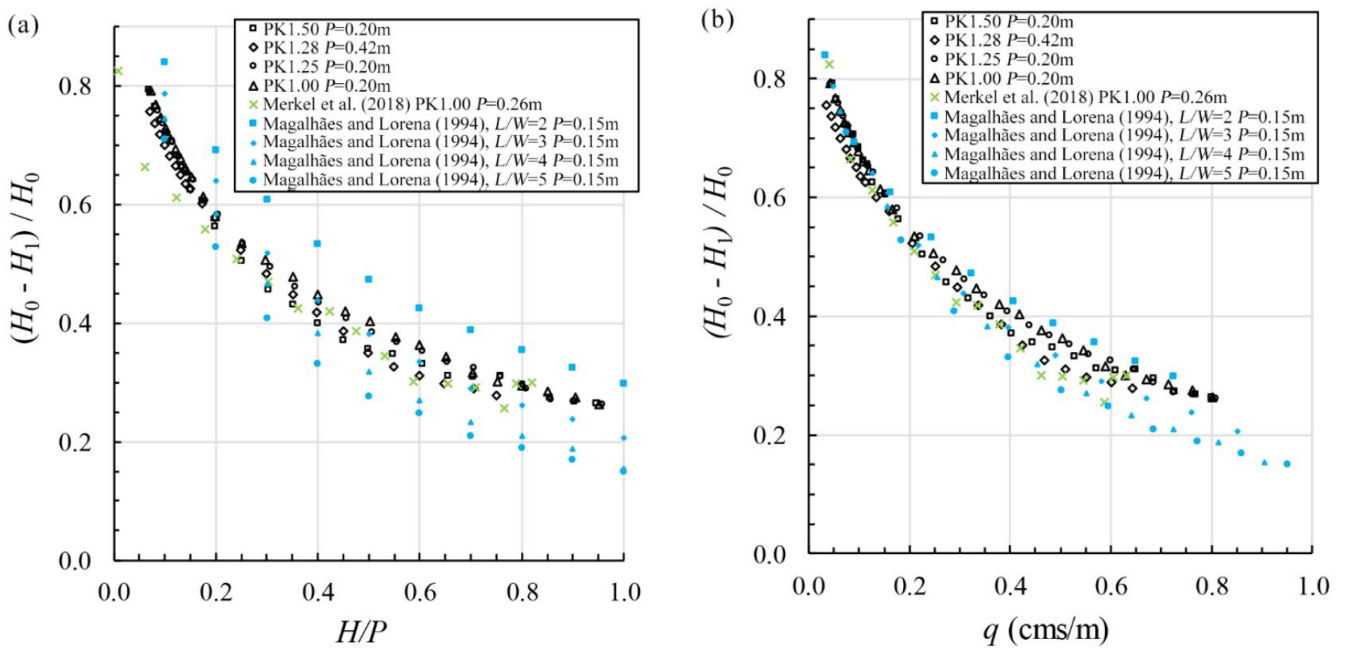 (a)
PK1.50 P=0.20m
PK1.28 P=0.42m
PK1.25 P=0.20m
PK1.00 P=0.20m
Merkel et al. (2018) PK1.00 P=0.26m
Magalhães and Lorena (1994), L/W=2 P=0.15m
Magalhães and Lorena (1994), L/W=3 P=0.15m
Magalhães and Lorena (1994), L/W=4 P=0.15m
Magalhães and Lorena (1994), L/W=5 P=0.15m
(H₀ - H₁) / H₀
0.8
0.6
0.4
0.2
0.0
0.0 0.2 0.4 0.6 0.8 1.0
H/P
(b)
PK1.50 P=0.20m
PK1.28 P=0.42m
PK1.25 P=0.20m
PK1.00 P=0.20m
Merkel et al. (2018) PK1.00 P=0.26m
Magalhães and Lorena (1994), L/W=2 P=0.15m
Magalhães and Lorena (1994), L/W=3 P=0.15m
Magalhães and Lorena (1994), L/W=4 P=0.15m
Magalhães and Lorena (1994), L/W=5 P=0.15m
(H₀ - H₁) / H₀
0.8
0.6
0.4
0.2
0.0
0.0 0.2 0.4 0.6 0.8 1.0
q (cms/m)